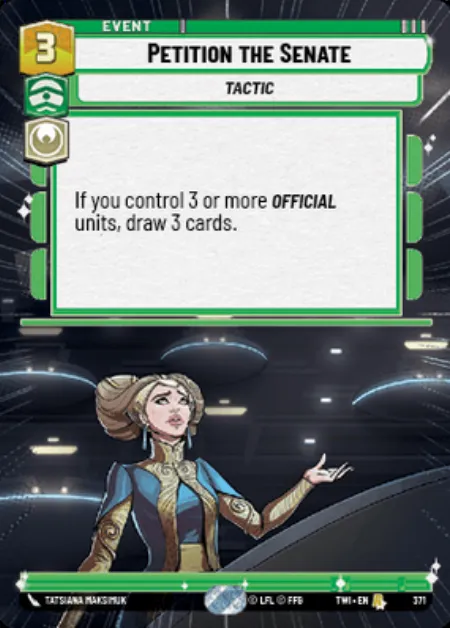 EVENT
3
PETITION THE SENATE
TACTIC
If you control 3 or more OFFICIAL
units, draw 3 cards.
TATSIANA MAKSIMUK
© LFL © FFG
TWI • EN
371